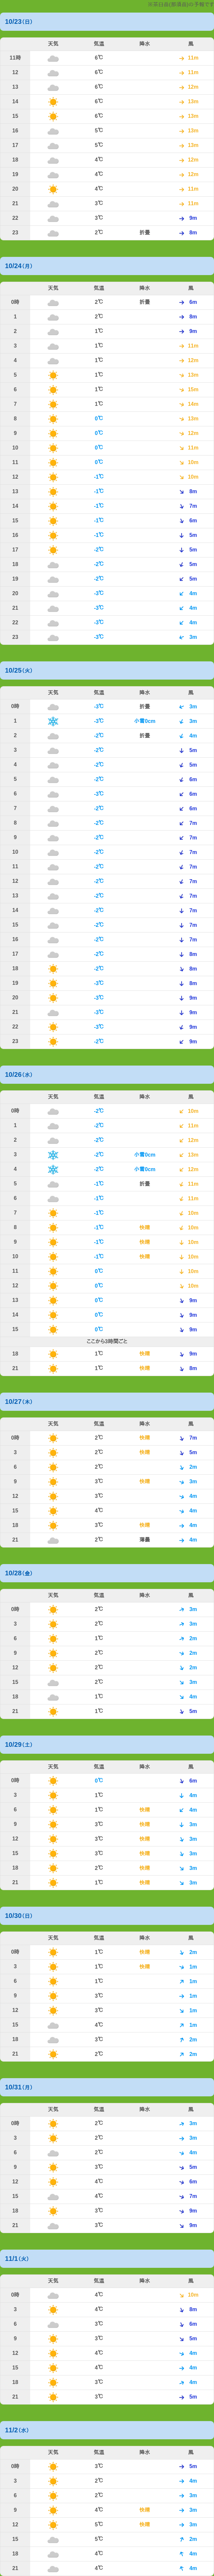 10/23(日)
天気 気温 降水 風
11時 6℃ 11m
12 6℃ 11m
13 6℃ 12m
14 6℃ 13m
15 6℃ 13m
16 5℃ 13m
17 5℃ 13m
18 4℃ 12m
19 4℃ 12m
20 4℃ 11m
21 3℃ 11m
22 3℃ 9m
23 2℃ 折曇 8m
10/24(月)
天気 気温 降水 風
0時 2℃ 折曇 6m
1 2℃ 8m
2 1℃ 9m
3 1℃ 11m
4 1℃ 12m
5 1℃ 13m
6 1℃ 15m
7 1℃ 14m
8 0℃ 13m
9 0℃ 12m
10 0℃ 11m
11 0℃ 10m
12 -1℃ 10m
13 -1℃ 8m
14 -1℃ 7m
15 -1℃ 6m
16 -1℃ 5m
17 -2℃ 5m
18 -2℃ 5m
19 -2℃ 5m
20 -3℃ 4m
21 -3℃ 4m
22 -3℃ 4m
23 -3℃ 3m
10/25(火)
天気 気温 降水 風
0時 -3℃ 折曇 3m
1 -3℃ 小雪0cm 3m
2 -2℃ 折曇 4m
3 -2℃ 5m
4 -2℃ 5m
5 -2℃ 6m
6 -3℃ 6m
7 -2℃ 6m
8 -2℃ 7m
9 -2℃ 7m
10 -2℃ 7m
11 -2℃ 7m
12 -2℃ 7m
13 -2℃ 7m
14 -2℃ 7m
15 -2℃ 7m
16 -2℃ 7m
17 -2℃ 8m
18 -2℃ 8m
19 -3℃ 8m
20 -3℃ 9m
21 -3℃ 9m
22 -3℃ 9m
23 -2℃ 9m
10/26(水)
天気 気温 降水 風
0時 -2℃ 10m
1 -2℃ 11m
2 -2℃ 12m
3 -2℃ 小雪0cm 13m
4 -2℃ 小雪0cm 12m
5 -1℃ 折曇 11m
6 -1℃ 11m
7 -1℃ 10m
8 -1℃ 快晴 10m
9 -1℃ 快晴 10m
10 -1℃ 快晴 10m
11 0℃ 10m
12 0℃ 10m
13 0℃ 9m
14 0℃ 9m
15 0℃ 9m
ここから3時間ごと
18 1℃ 快晴 9m
21 1℃ 快晴 8m
10/27(木)
天気 気温 降水 風
0時 2℃ 快晴 7m
3 2℃ 快晴 5m
6 2℃ 2m
9 3℃ 快晴 3m
12 3℃ 4m
15 4℃ 4m
18 3℃ 快晴 4m
21 2℃ 薄曇 4m
10/28(金)
天気 気温 降水 風
0時 2℃ 3m
3 2℃ 3m
6 1℃ 2m
9 2℃ 2m
12 2℃ 2m
15 2℃ 3m
18 1℃ 4m
21 1℃ 5m
10/29(土)
天気 気温 降水 風
0時 0℃ 6m
3 1℃ 4m
6 1℃ 快晴 4m
9 3℃ 快晴 3m
12 3℃ 快晴 3m
15 3℃ 快晴 3m
18 2℃ 快晴 3m
21 1℃ 快晴 3m
10/30(日)
天気 気温 降水 風
0時 1℃ 快晴 2m
3 1℃ 快晴 1m
6 1℃ 1m
9 3℃ 1m
12 3℃ 1m
15 4℃ 1m
18 3℃ 2m
21 2℃ 2m
10/31(月)
天気 気温 降水 風
0時 2℃ 3m
3 2℃ 3m
6 2℃ 4m
9 3℃ 5m
12 4℃ 6m
15 4℃ 7m
18 3℃ 9m
21 3℃ 9m
11/1(火)
天気 気温 降水 風
0時 4℃ 10m
3 4℃ 8m
6 3℃ 6m
9 3℃ 5m
12 4℃ 4m
15 4℃ 4m
18 3℃ 4m
21 3℃ 5m
11/2(水)
天気 気温 降水 風
0時 3℃ 5m
3 2℃ 4m
6 2℃ 3m
9 4℃ 快晴 3m
12 5℃ 快晴 3m
15 5℃ 2m
18 4℃ 4m
21 4℃ 4m